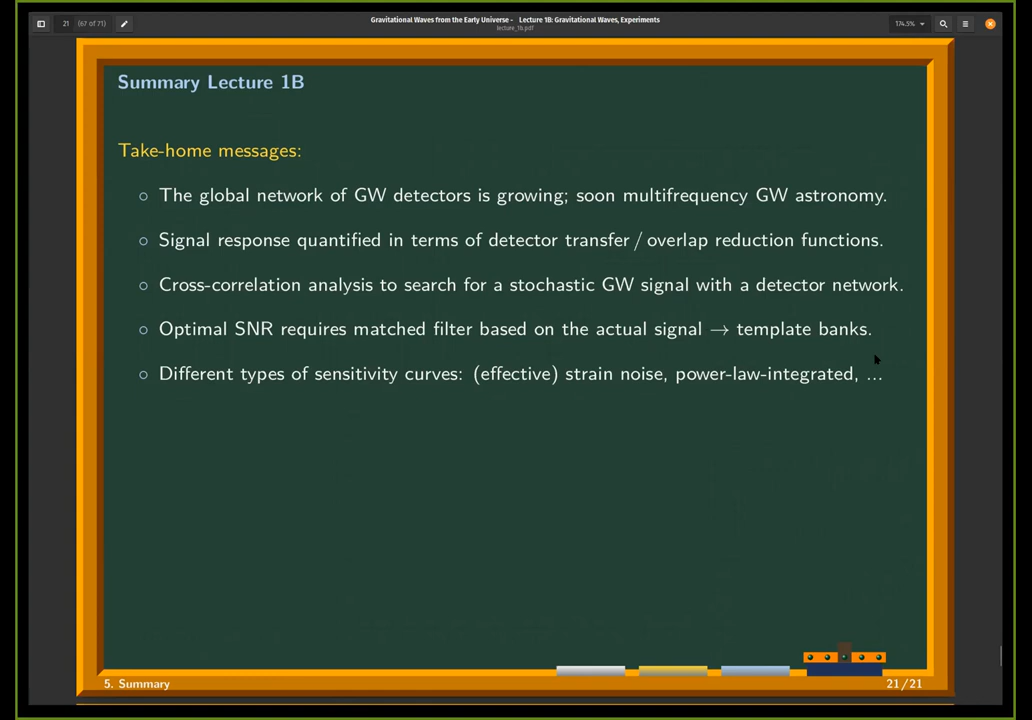 21 (67 of 71)
Gravitational Waves from the Early Universe - Lecture 1B: Gravitational Waves, Experiments
lecture_1b.pdf
174.5%
Summary Lecture 1B
Take-home messages:
The global network of GW detectors is growing; soon multifrequency GW astronomy.
Signal response quantified in terms of detector transfer / overlap reduction functions.
Cross-correlation analysis to search for a stochastic GW signal with a detector network.
Optimal SNR requires matched filter based on the actual signal → template banks.
Different types of sensitivity curves: (effective) strain noise, power-law-integrated, ...
5. Summary
21/21